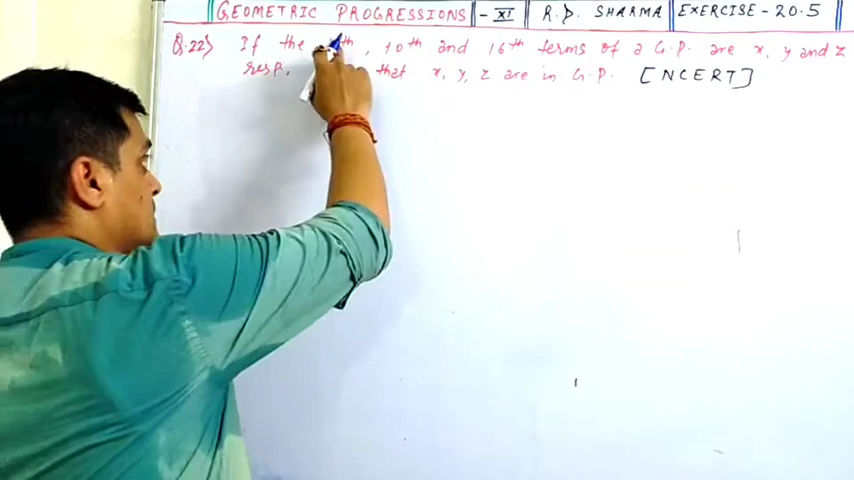 GEOMETRIC PROGRESSIONS - XI R.D. SHARMA EXERCISE-20.5
Q.22) If the th, 10th and 16th terms of a G.P. are x, y and z
resp, that x, y, z are in G.P. [NCERT]